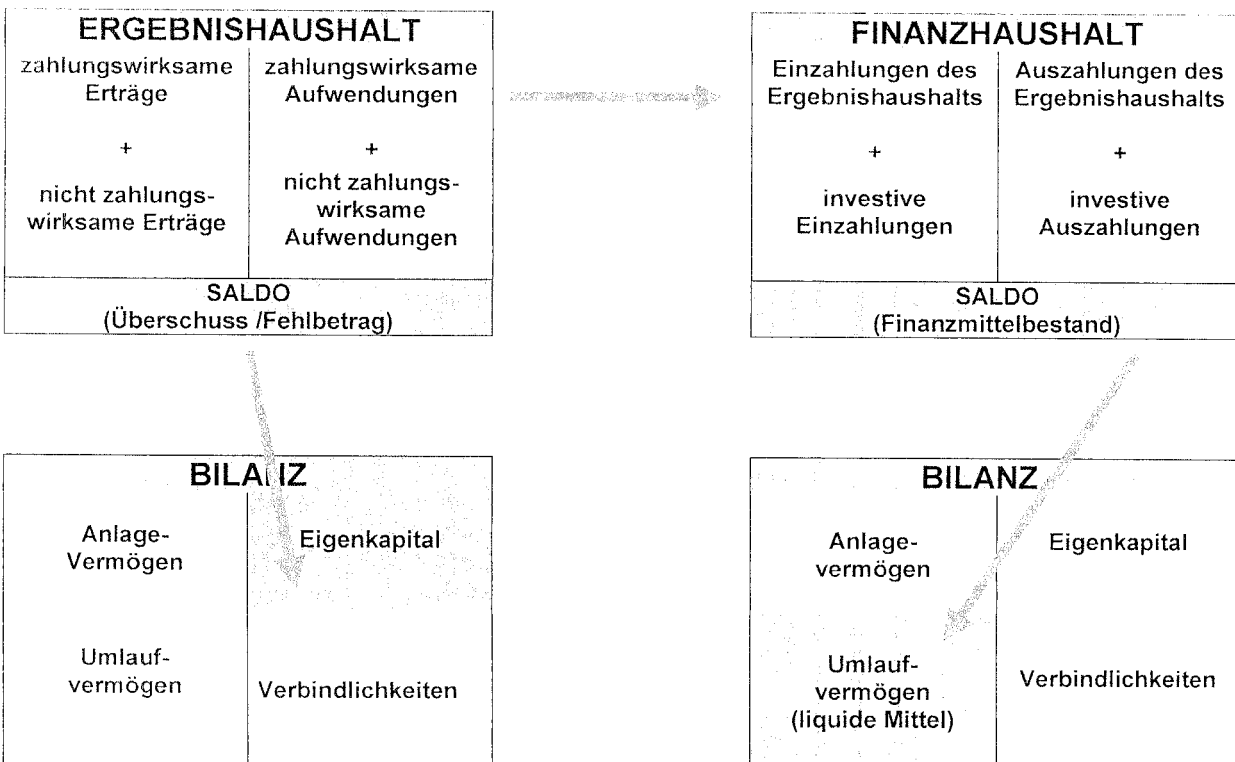 ERGEBNISHAUSHALT
zahlungswirksame
Erträge
+
nicht zahlungs-
wirksame Erträge
zahlungswirksame
Aufwendungen
+
nicht zahlungs-
wirksame
Aufwendungen
SALDO
(Überschuss /Fehlbetrag)
FINANZHAUSHALT
Einzahlungen des
Ergebnishaushalts
+
investive
Einzahlungen
Auszahlungen des
Ergebnishaushalts
+
investive
Auszahlungen
SALDO
(Finanzmittelbestand)
BILANZ
Anlage-
Vermögen
Umlauf-
vermögen
Eigenkapital
Verbindlichkeiten
BILANZ
Anlage-
vermögen
Umlauf-
vermögen
(liquide Mittel)
Eigenkapital
Verbindlichkeiten